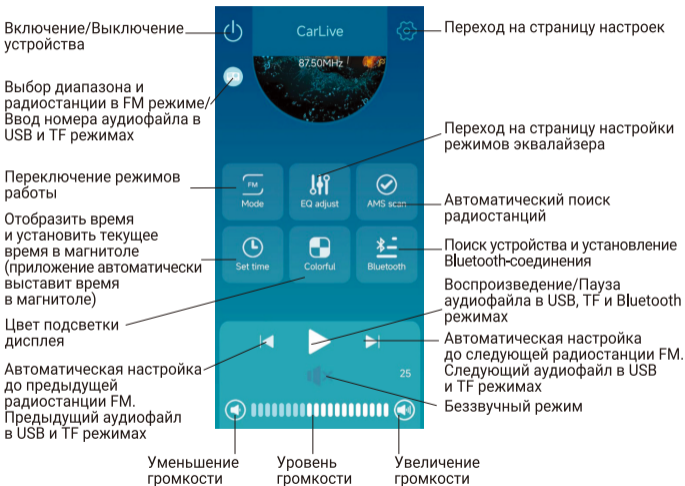 Включение/Выключение
устройства
Выбор диапазона и
радиостанции в FM режиме/
Ввод номера аудиофайла в
USB и TF режимах
Переключение режимов
работы
Отобразить время
и установить текущее
время в магнитоле
(приложение автоматически
выставит время
в магнитоле)
Цвет подсветки
дисплея
Автоматическая настройка
до предыдущей
радиостанции FM.
Предыдущий аудиофайл
в USB и TF режимах
CarLive
87.50MHz
FM
Mode
EQ adjust
AMS scan
Set time
Colorful
Bluetooth
25
Переход на страницу настроек
Переход на страницу настройки
режимов эквалайзера
Автоматический поиск
радиостанций
Поиск устройства и установление
Bluetooth-соединения
Воспроизведение/Пауза
аудиофайла в USB, TF и Bluetooth
режимах
Автоматическая настройка
до следующей радиостанции FM.
Следующий аудиофайл в USB
и TF режимах
Беззвучный режим
Уменьшение
громкости
Уровень
громкости
Увеличение
громкости